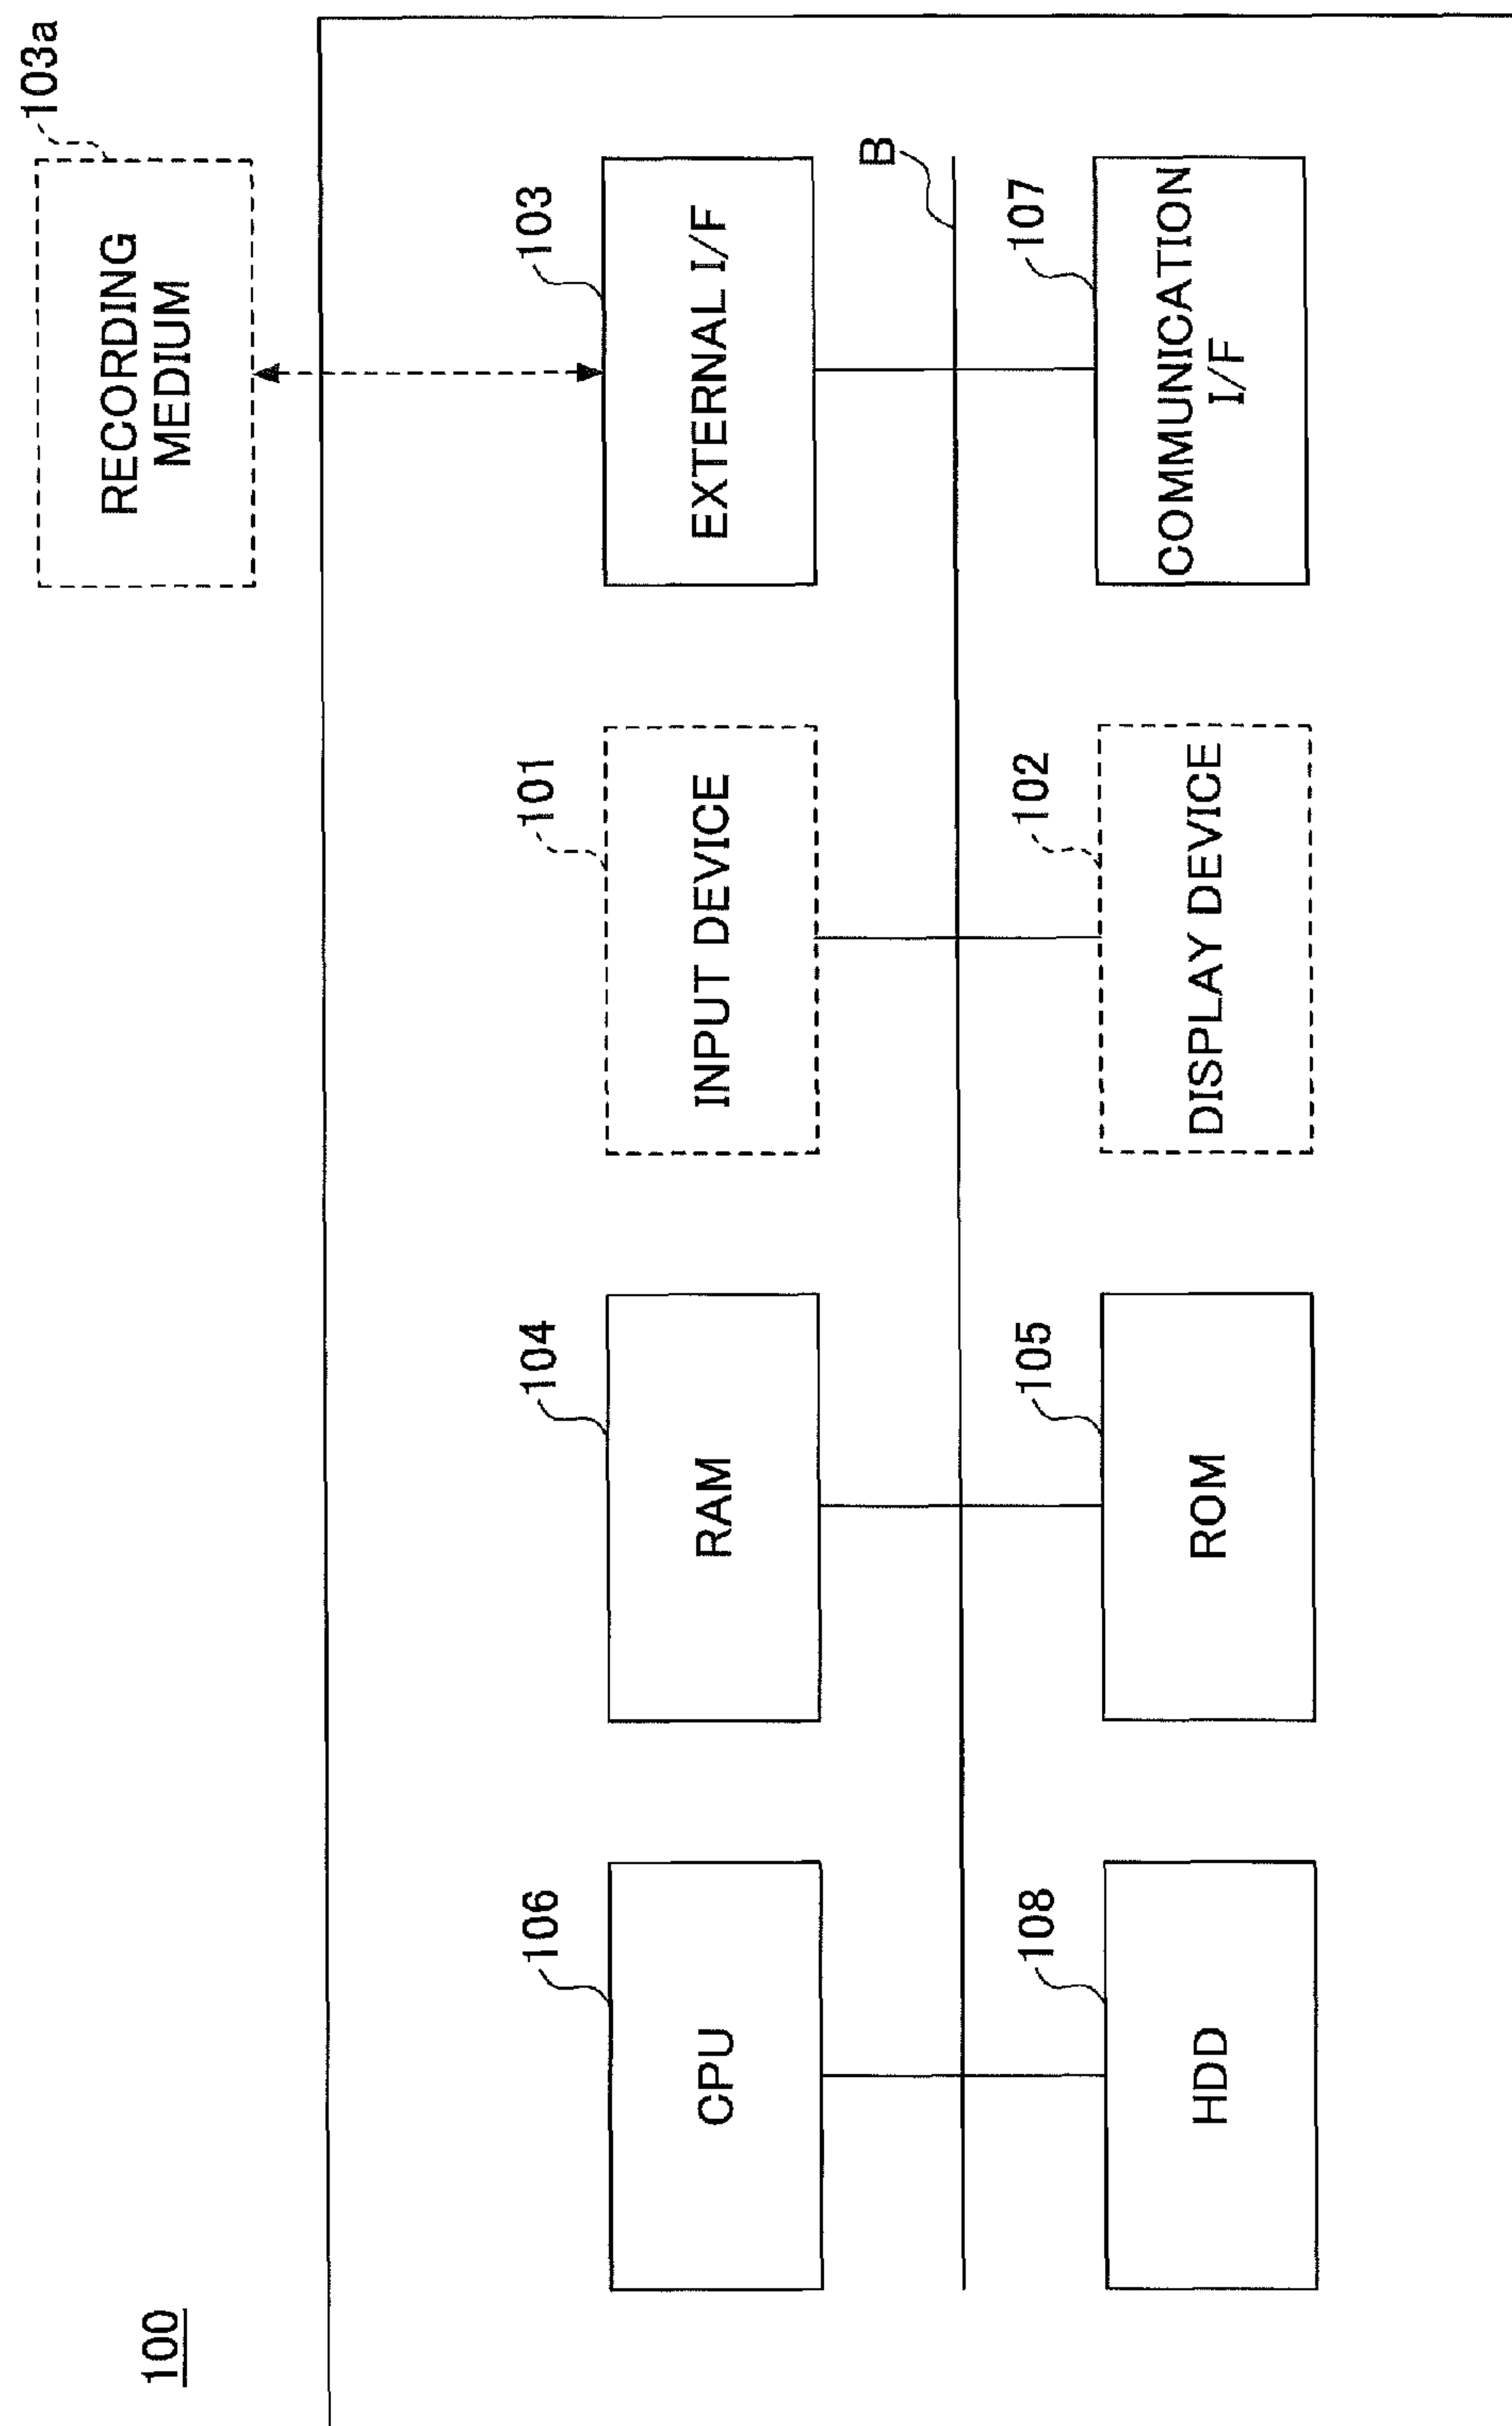 100
103a
RECORDING
MEDIUM
106
104
101
103
CPU
RAM
INPUT DEVICE
EXTERNAL I/F
B
108
105
102
107
HDD
ROM
DISPLAY DEVICE
COMMUNICATION
I/F